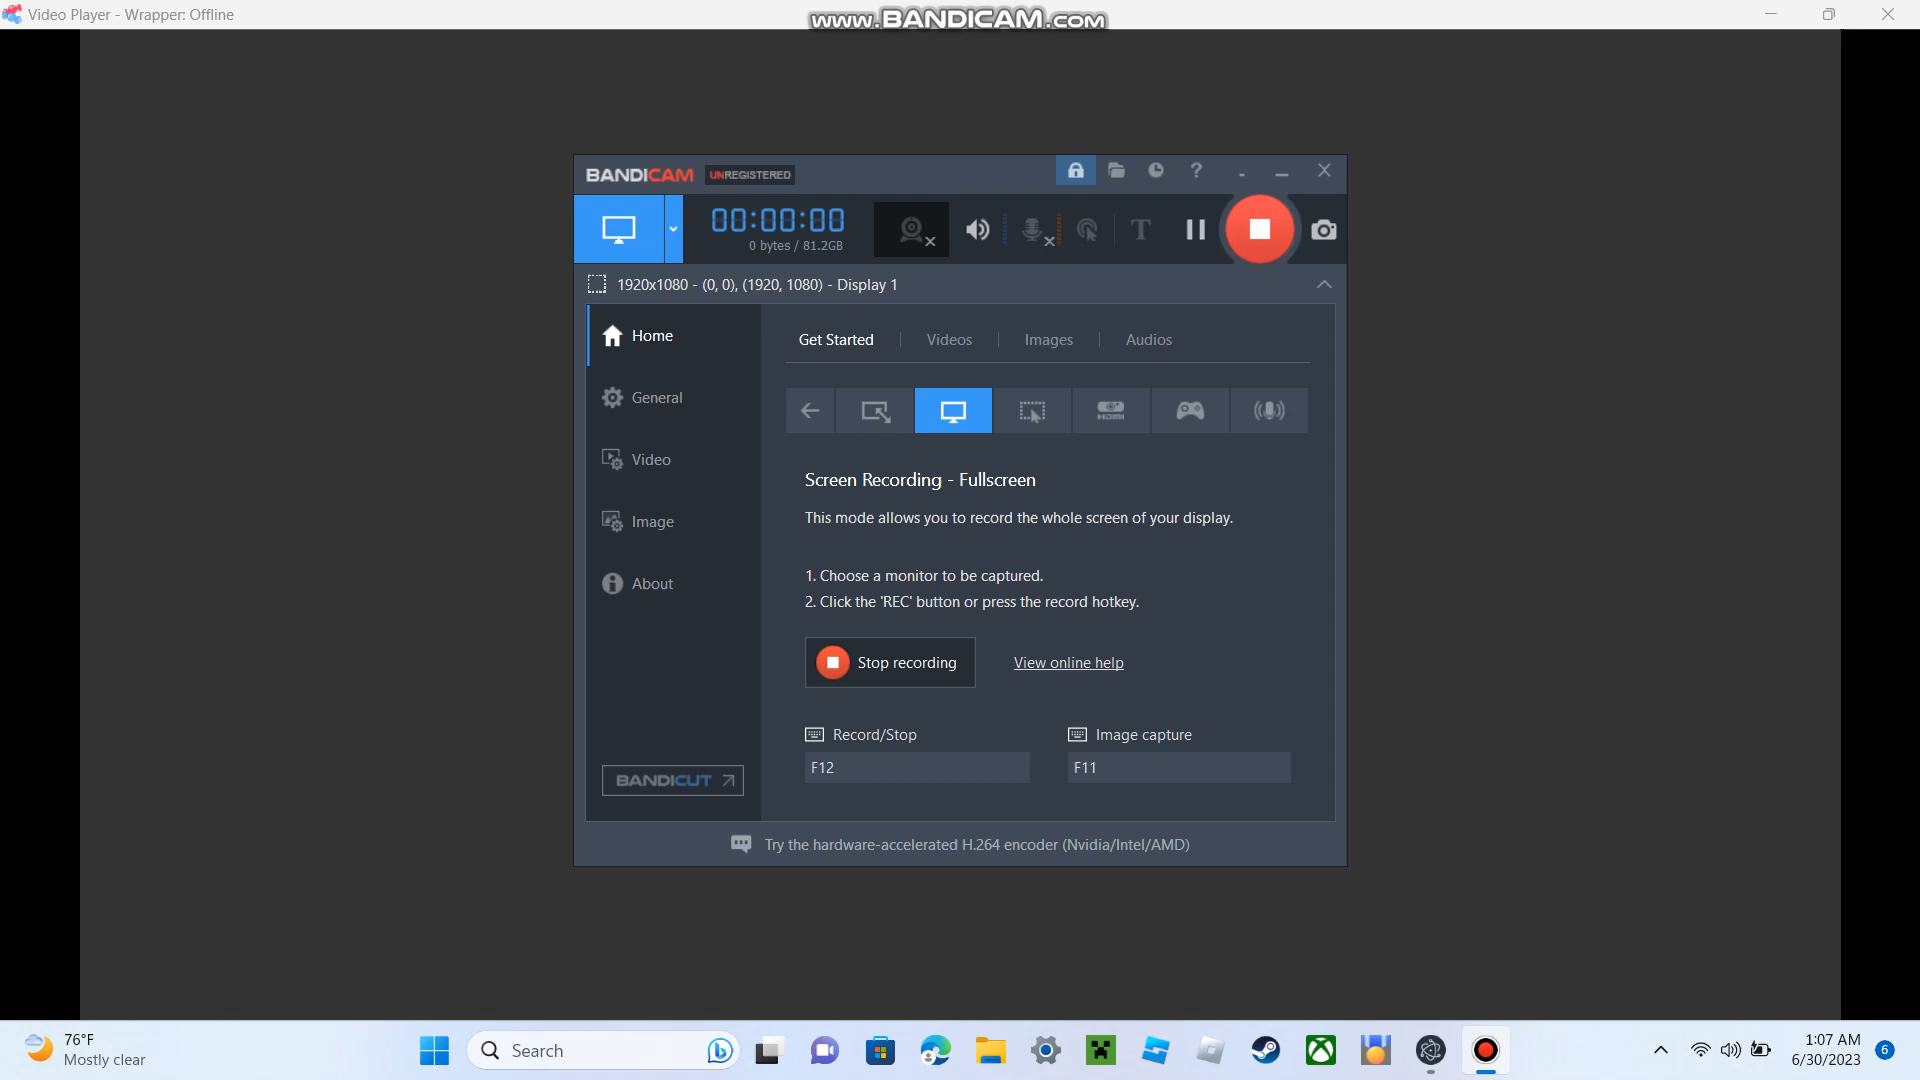 Video Player - Wrapper: Offline
www.BANDICAM.com
BANDICAM UNREGISTERED
?
00:00:00
0 bytes / 81.2GB
T
1920x1080 - (0, 0), (1920, 1080) - Display 1
Home
General
Video
Image
About
BANDICUT
Get Started
Videos
Images
Audios
HDMI
Screen Recording - Fullscreen
This mode allows you to record the whole screen of your display.
1. Choose a monitor to be captured.
2. Click the 'REC' button or press the record hotkey.
Stop recording
View online help
Record/Stop
Image capture
F12
F11
Try the hardware-accelerated H.264 encoder (Nvidia/Intel/AMD)
76°F
Mostly clear
Search
1:07 AM
6/30/2023
6